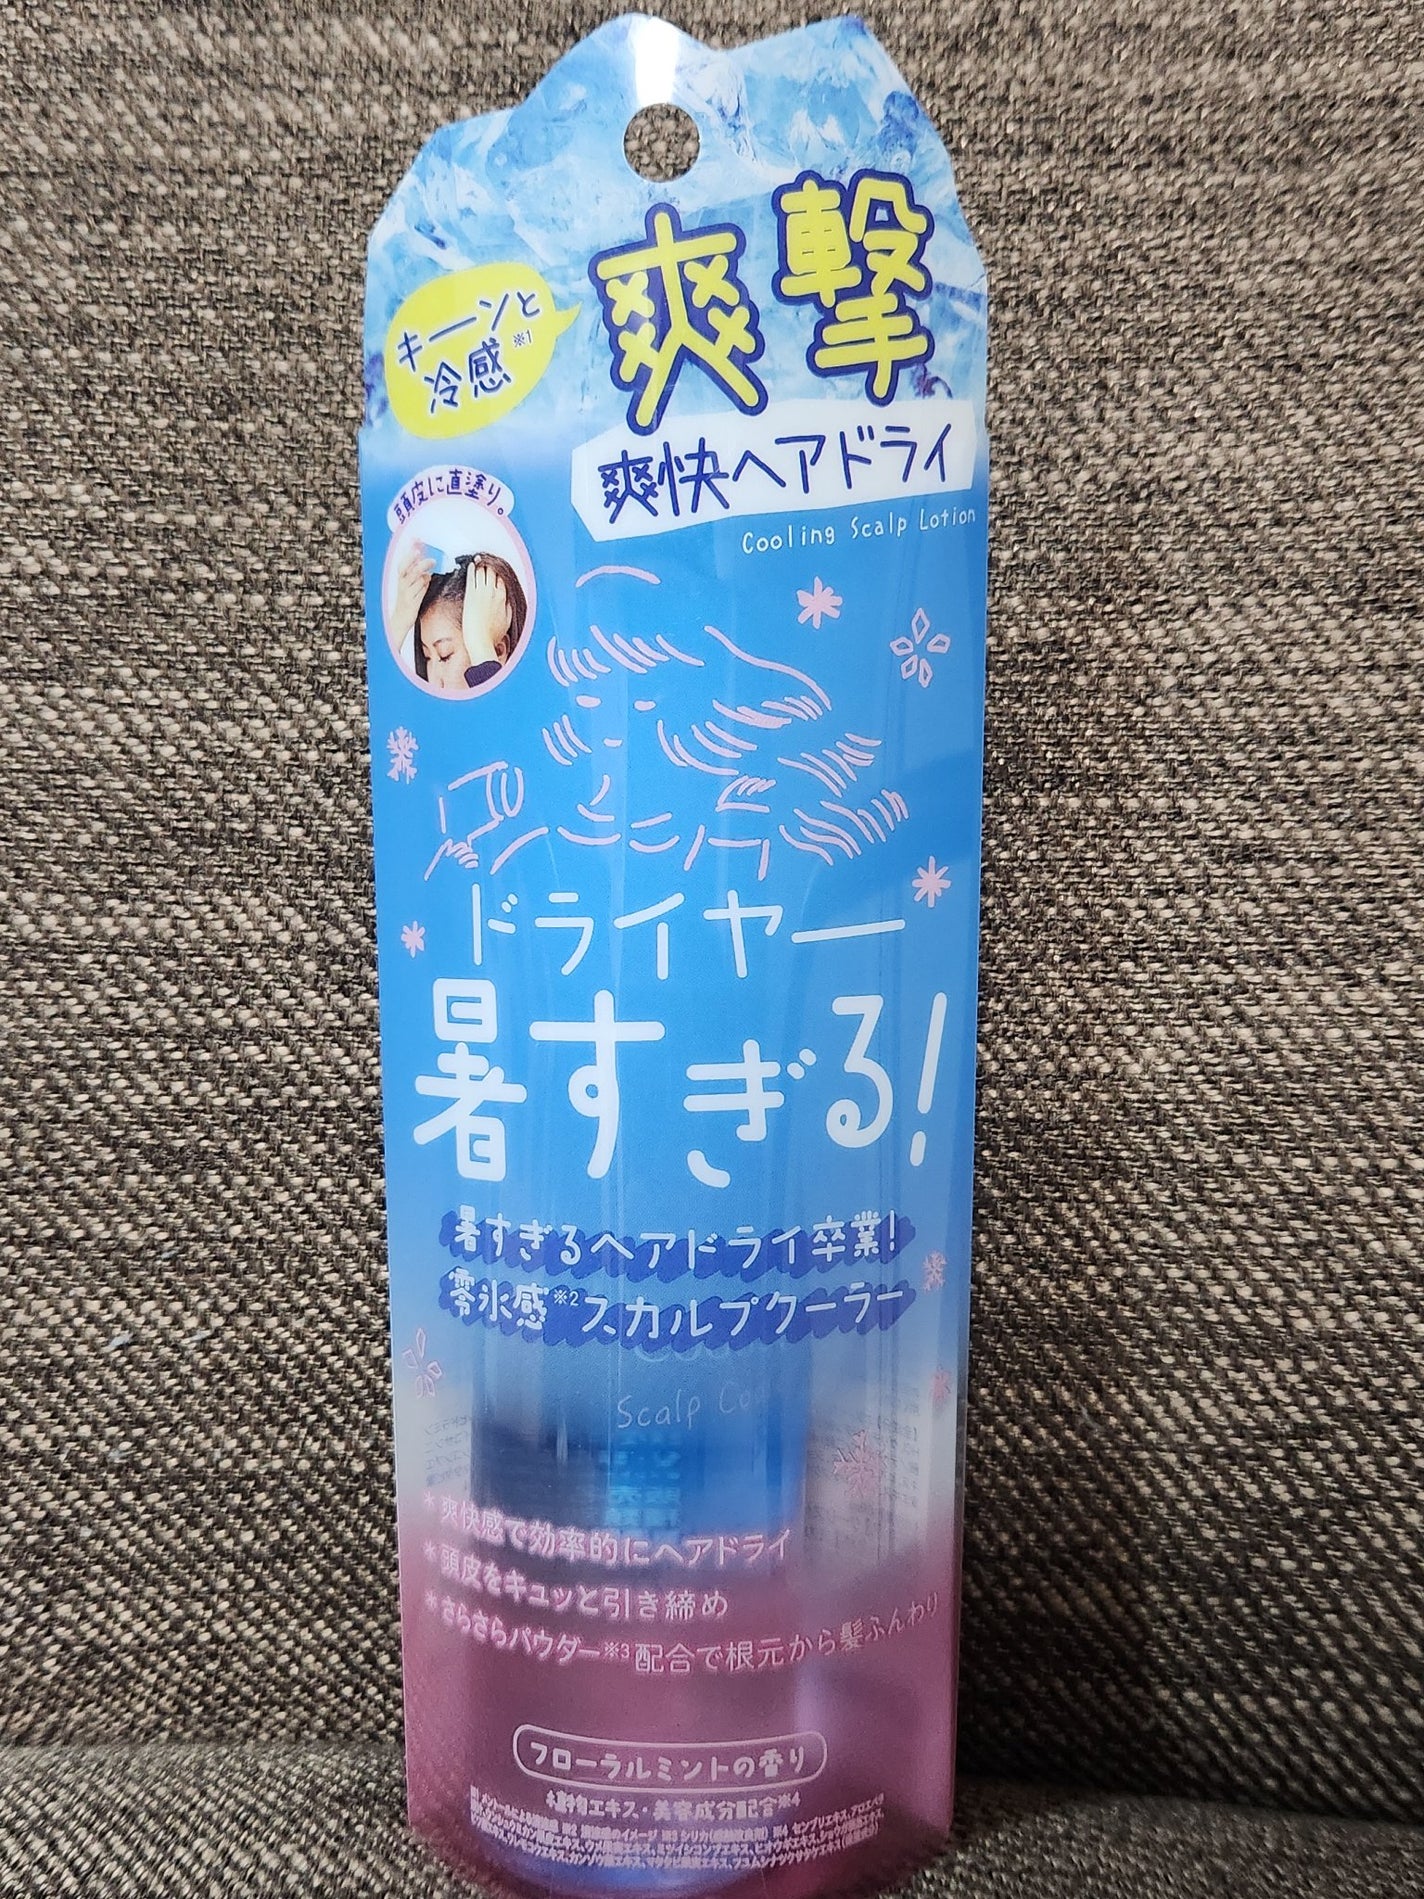 爽撃
キーンと
冷感※1
爽快ヘアドライ
Cooling Scalp Lotion
頭皮に直塗り。
ドライヤー
暑すぎる!
暑すぎるヘアドライ卒業!
零氷感※2スカルプクーラー
Scalp Coo
*爽快感で効率的にヘアドライ
*頭皮をキュッと引き締め
*さらさらパウダー※3配合で根元から髪ふんわり
フローラルミントの香り
植物エキス・美容成分配合※4